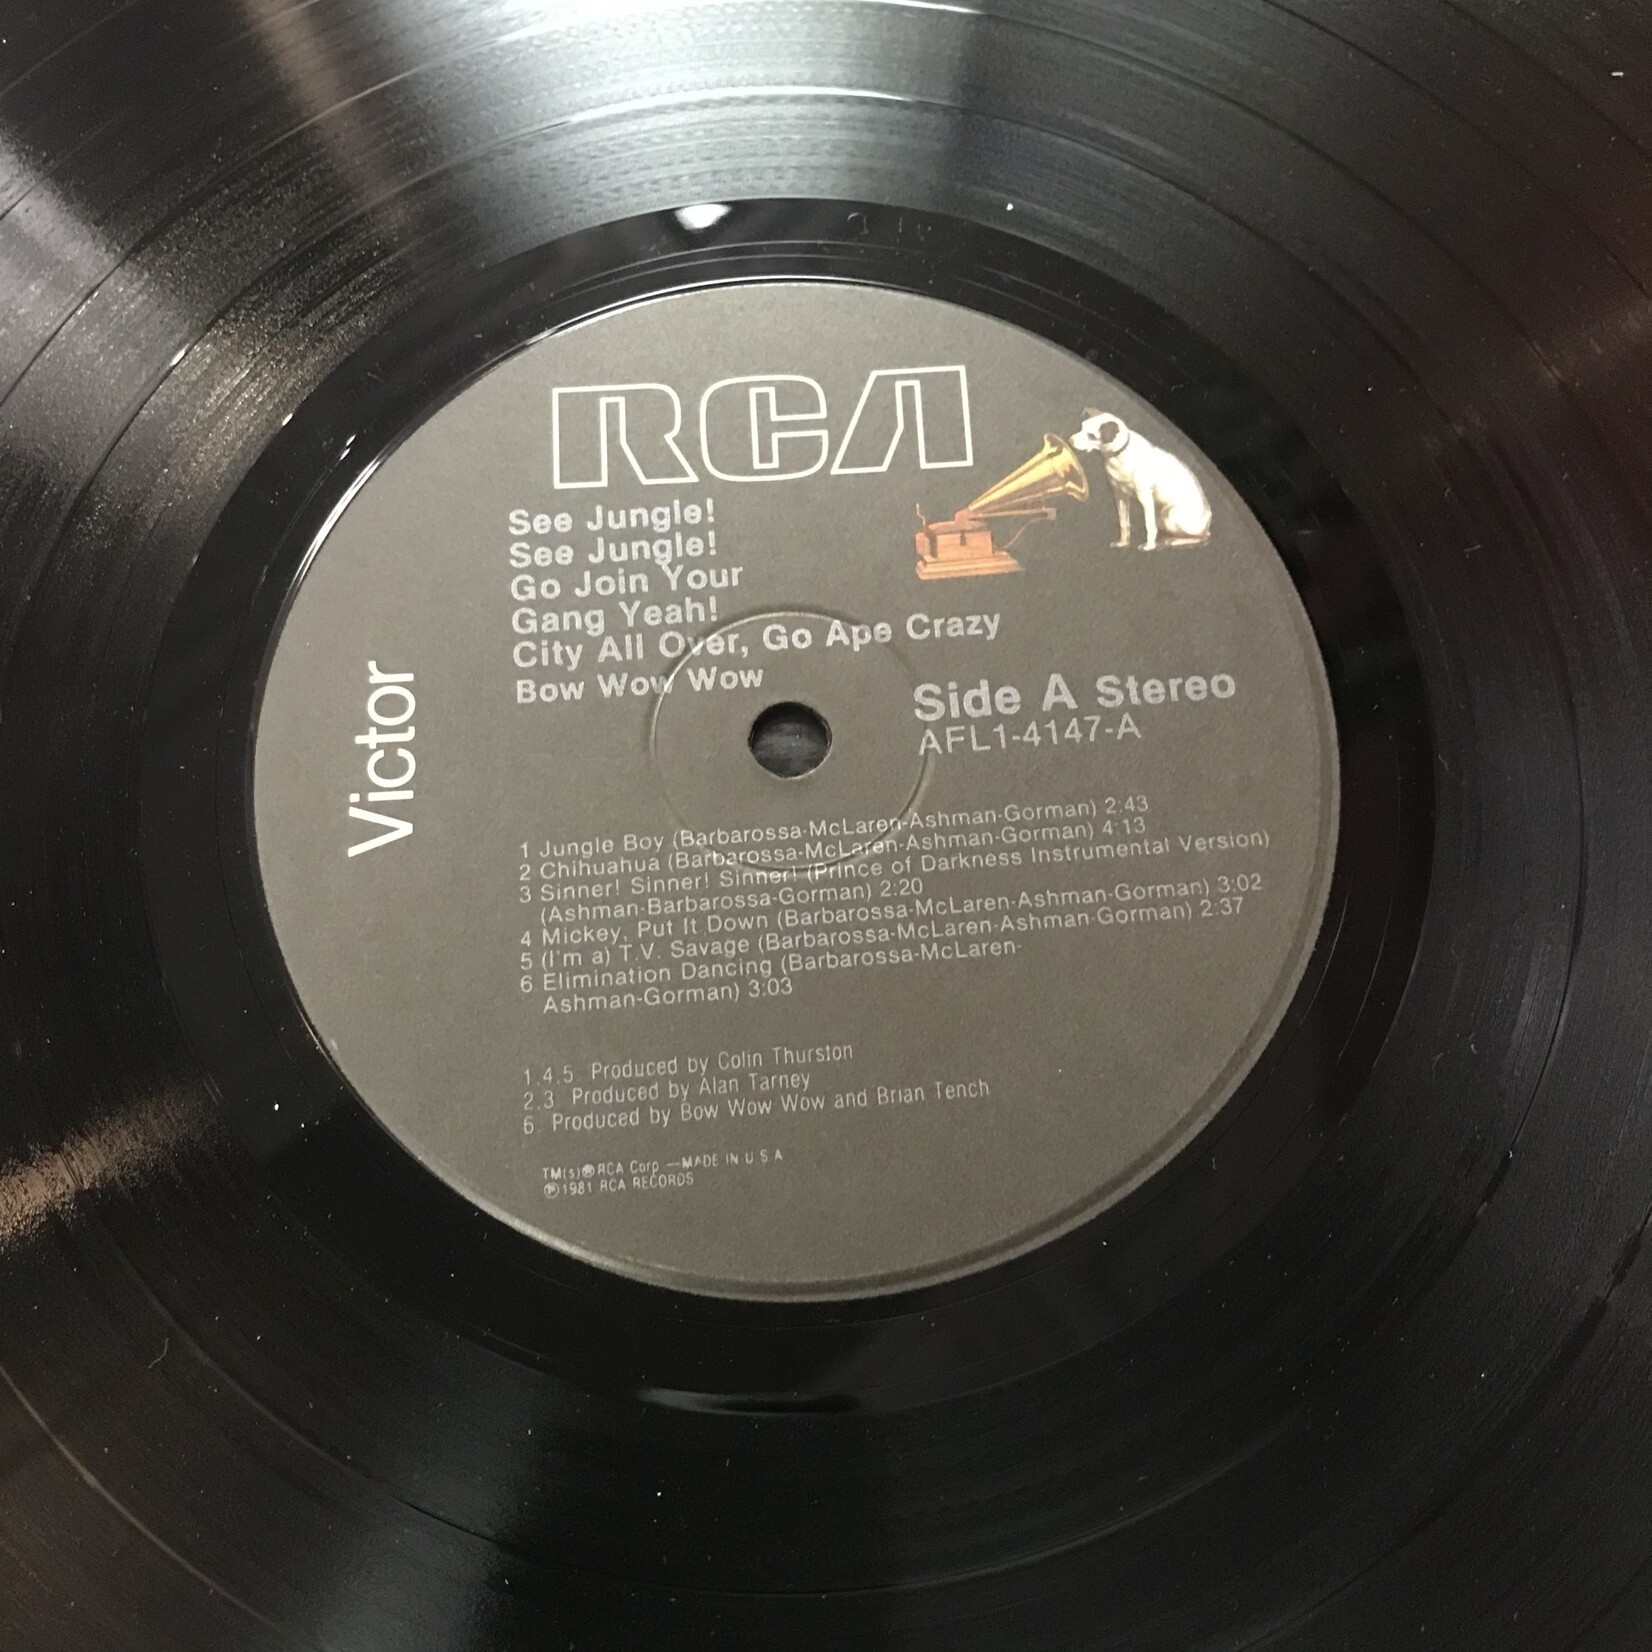 RCA
See Jungle!
See Jungle!
Go Join Your
Gang Yeah!
City All Over, Go Ape Crazy
Bow Wow Wow
Victor
Side A Stereo
AFL1-4147-A
1 Jungle Boy (Barbarossa-McLaren-Ashman-Gorman) 2:43
2 Chihuahua (Barbarossa-McLaren-Ashman-Gorman) 4:13
3 Sinner! Sinner! Sinner! (Prince of Darkness Instrumental Version)
(Ashman-Barbarossa-Gorman) 2:20
4 Mickey, Put It Down (Barbarossa-McLaren-Ashman-Gorman) 3:02
5 (I'm a) T.V. Savage (Barbarossa-McLaren-Ashman-Gorman) 2:37
6 Elimination Dancing (Barbarossa-McLaren-
Ashman-Gorman) 3:03
1.4.5. Produced by Colin Thurston
2.3. Produced by Alan Tarney
6. Produced by Bow Wow Wow and Brian Tench
TM(s)® RCA Corp.—MADE IN U S A
℗1981 RCA RECORDS